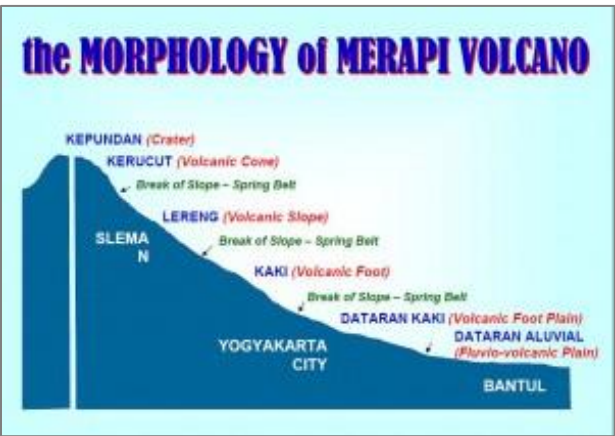 the MORPHOLOGY of MERAPI VOLCANO
KEPUNDAN (Crater)
KERUCUT (Volcanic Cone)
Break of Slope – Spring Belt
LERENG (Volcanic Slope)
SLEMA
N
Break of Slope – Spring Belt
KAKI (Volcanic Foot)
Break of Slope – Spring Belt
DATARAN KAKI (Volcanic Foot Plain)
DATARAN ALUVIAL
(Fluvio-volcanic Plain)
YOGYAKARTA
CITY
BANTUL